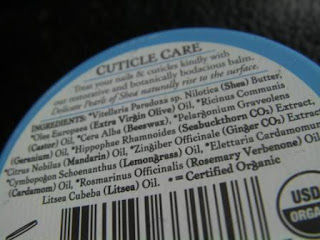 CUTICLE CARE
Treat your nails & cuticles kindly with
our restorative and botanically bodacious balm.
Delicate Pearls of Shea naturally rise to the surface.
INGREDIENTS: *Vitellaria Paradoxa sp. Nilotica (Shea) Butter,
*Olea Europaea (Extra Virgin Olive) Oil, *Ricinus Communis
(Castor) Oil, *Cera Alba (Beeswax), *Pelargonium Graveolens
(Geranium) Oil, *Hippophae Rhamnoides (Seabuckthorn CO₂) Extract,
*Citrus Nobilis (Mandarin) Oil, *Zingiber Officinale (Ginger CO₂) Extract,
*Cymbopogon Schoenanthus (Lemongrass) Oil, *Elettaria Cardamomum
(Cardamom) Oil, *Rosmarinus Officinalis (Rosemary Verbenone) Oil,
Litsea Cubeba (Litsea) Oil. *=Certified Organic
USDA
ORGA